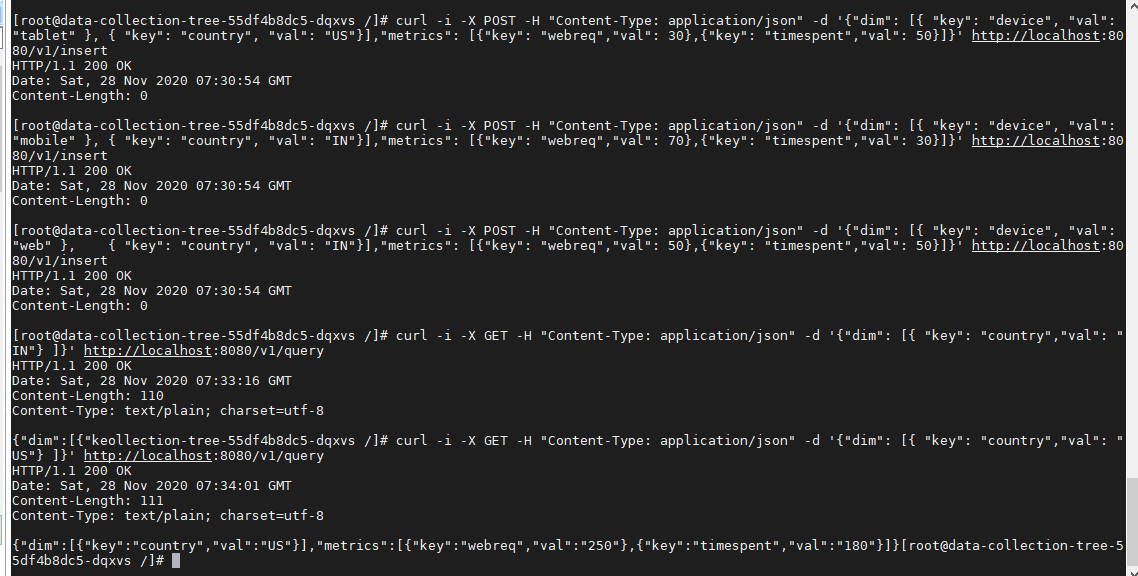 [root@data-collection-tree-55df4b8dc5-dqxvs /]# curl -i -X POST -H "Content-Type: application/json" -d '{"dim": [{ "key": "device", "val":
"tablet" }, { "key": "country", "val": "US"}],"metrics": [{"key": "webreq","val": 30},{"key": "timespent","val": 50}]}' http://localhost:80
80/v1/insert
HTTP/1.1 200 OK
Date: Sat, 28 Nov 2020 07:30:54 GMT
Content-Length: 0
[root@data-collection-tree-55df4b8dc5-dqxvs /]# curl -i -X POST -H "Content-Type: application/json" -d '{"dim": [{ "key": "device", "val":
"mobile" }, { "key": "country", "val": "IN"}],"metrics": [{"key": "webreq","val": 70},{"key": "timespent","val": 30}]}' http://localhost:80
80/v1/insert
HTTP/1.1 200 OK
Date: Sat, 28 Nov 2020 07:30:54 GMT
Content-Length: 0
[root@data-collection-tree-55df4b8dc5-dqxvs /]# curl -i -X POST -H "Content-Type: application/json" -d '{"dim": [{ "key": "device", "val":
"web" },    { "key": "country", "val": "IN"}],"metrics": [{"key": "webreq","val": 50},{"key": "timespent","val": 50}]}' http://localhost:80
80/v1/insert
HTTP/1.1 200 OK
Date: Sat, 28 Nov 2020 07:30:54 GMT
Content-Length: 0
[root@data-collection-tree-55df4b8dc5-dqxvs /]# curl -i -X GET -H "Content-Type: application/json" -d '{"dim": [{ "key": "country","val": "
IN"} ]}' http://localhost:8080/v1/query
HTTP/1.1 200 OK
Date: Sat, 28 Nov 2020 07:33:16 GMT
Content-Length: 110
Content-Type: text/plain; charset=utf-8
{"dim":[{"keollection-tree-55df4b8dc5-dqxvs /]# curl -i -X GET -H "Content-Type: application/json" -d '{"dim": [{ "key": "country","val": "
US"} ]}' http://localhost:8080/v1/query
HTTP/1.1 200 OK
Date: Sat, 28 Nov 2020 07:34:01 GMT
Content-Length: 111
Content-Type: text/plain; charset=utf-8
{"dim":[{"key":"country","val":"US"}],"metrics":[{"key":"webreq","val":"250"},{"key":"timespent","val":"180"}]}[root@data-collection-tree-5
5df4b8dc5-dqxvs /]#